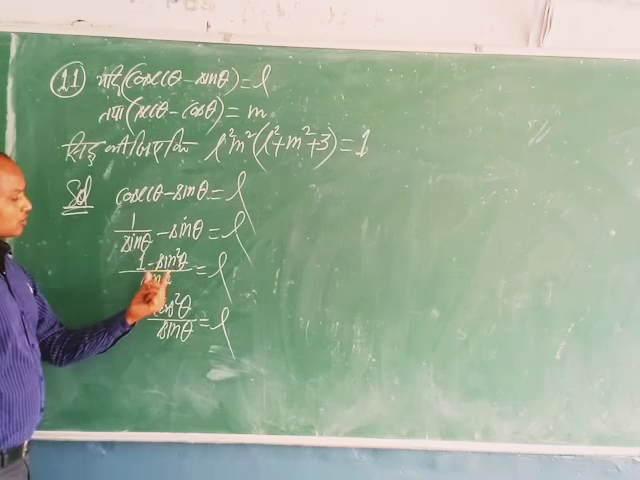 (11) यदि (cosecθ - sinθ) = l
तथा (secθ - cosθ) = m
सिद्ध कीजिए कि l²m²(l²+m²+3) = 1
Sol cosecθ - sinθ = l
1/sinθ - sinθ = l
1 - sin²θ/sinθ = l
cos²θ/sinθ = l